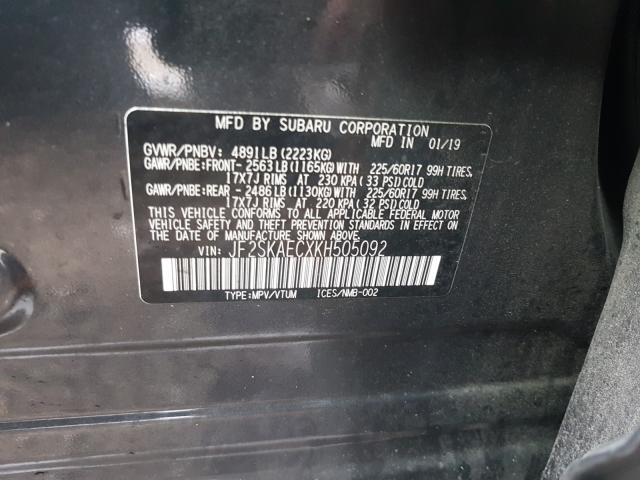 MFD BY SUBARU CORPORATION
MFD IN 01/19
GVWR/PNBV: 4891LB (2223KG)
GAWR/PNBE:FRONT- 2563LB (1165KG)WITH 225/60R17 99H TIRES,
17X7J RIMS AT 230 KPA (33 PSI)COLD
GAWR/PNBE:REAR - 2486LB (1130KG)WITH 225/60R17 99H TIRES,
17X7J RIMS AT 220 KPA (32 PSI)COLD
THIS VEHICLE CONFORMS TO ALL APPLICABLE FEDERAL MOTOR
VEHICLE SAFETY AND THEFT PREVENTION STANDARDS IN
EFFECT ON THE DATE OF MANUFACTURE SHOWN ABOVE.
VIN: JF2SKAECXKH505092
TYPE:MPV/VTUM ICES/NMB-002